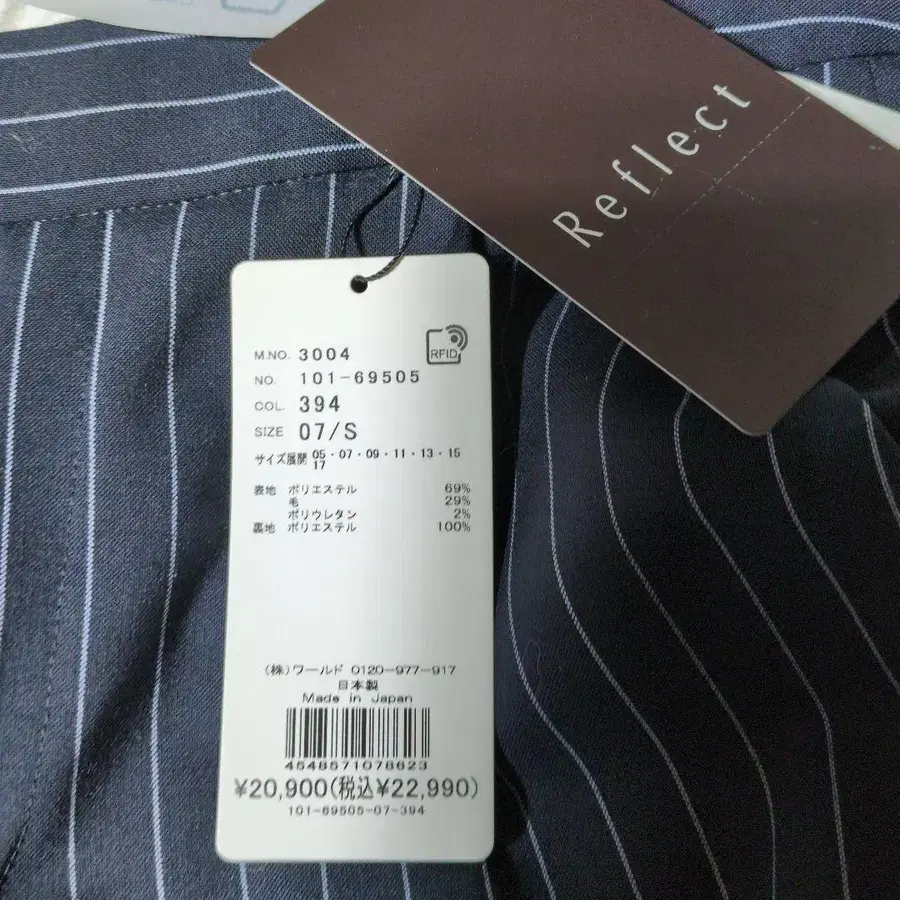 Reflect
RFID
M.NO. 3004
NO. 101-69505
COL. 394
SIZE 07/S
サイズ展開 05・07・09・11・13・15
17
表地 ポリエステル 69%
毛 29%
ポリウレタン 2%
裏地 ポリエステル 100%
(株)ワールド 0120-977-917
日本製
Made in Japan
4548571078623
¥20,900(税込¥22,990)
101-69505-07-394